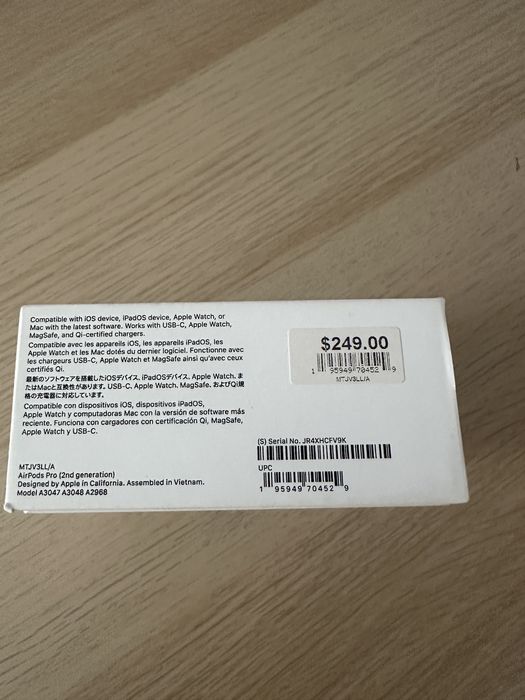 Compatible with iOS device, iPadOS device, Apple Watch, or
Mac with the latest software. Works with USB-C, Apple Watch,
MagSafe, and Qi-certified chargers.
Compatible avec les appareils iOS, les appareils iPadOS, les
Apple Watch et les Mac dotés du dernier logiciel. Fonctionne avec
les chargeurs USB-C, Apple Watch et MagSafe ainsi qu'avec ceux
certifiés Qi.
最新のソフトウェアを搭載したiOSデバイス、iPadOSデバイス、Apple Watch、ま
たはMacと互換性があります。USB-C、Apple Watch、MagSafe、およびQi規
格の充電器に対応しています。
Compatible con dispositivos iOS, dispositivos iPadOS,
Apple Watch y computadoras Mac con la versión de software más
reciente. Funciona con cargadores con certificación Qi, MagSafe,
Apple Watch y USB-C.
MTJV3LL/A
AirPods Pro (2nd generation)
Designed by Apple in California. Assembled in Vietnam.
Model A3047 A3048 A2968
$249.00
1 95949 70452 9
MTJV3LL/A
(S) Serial No. JR4XHCFV9K
UPC
1 95949 70452 9